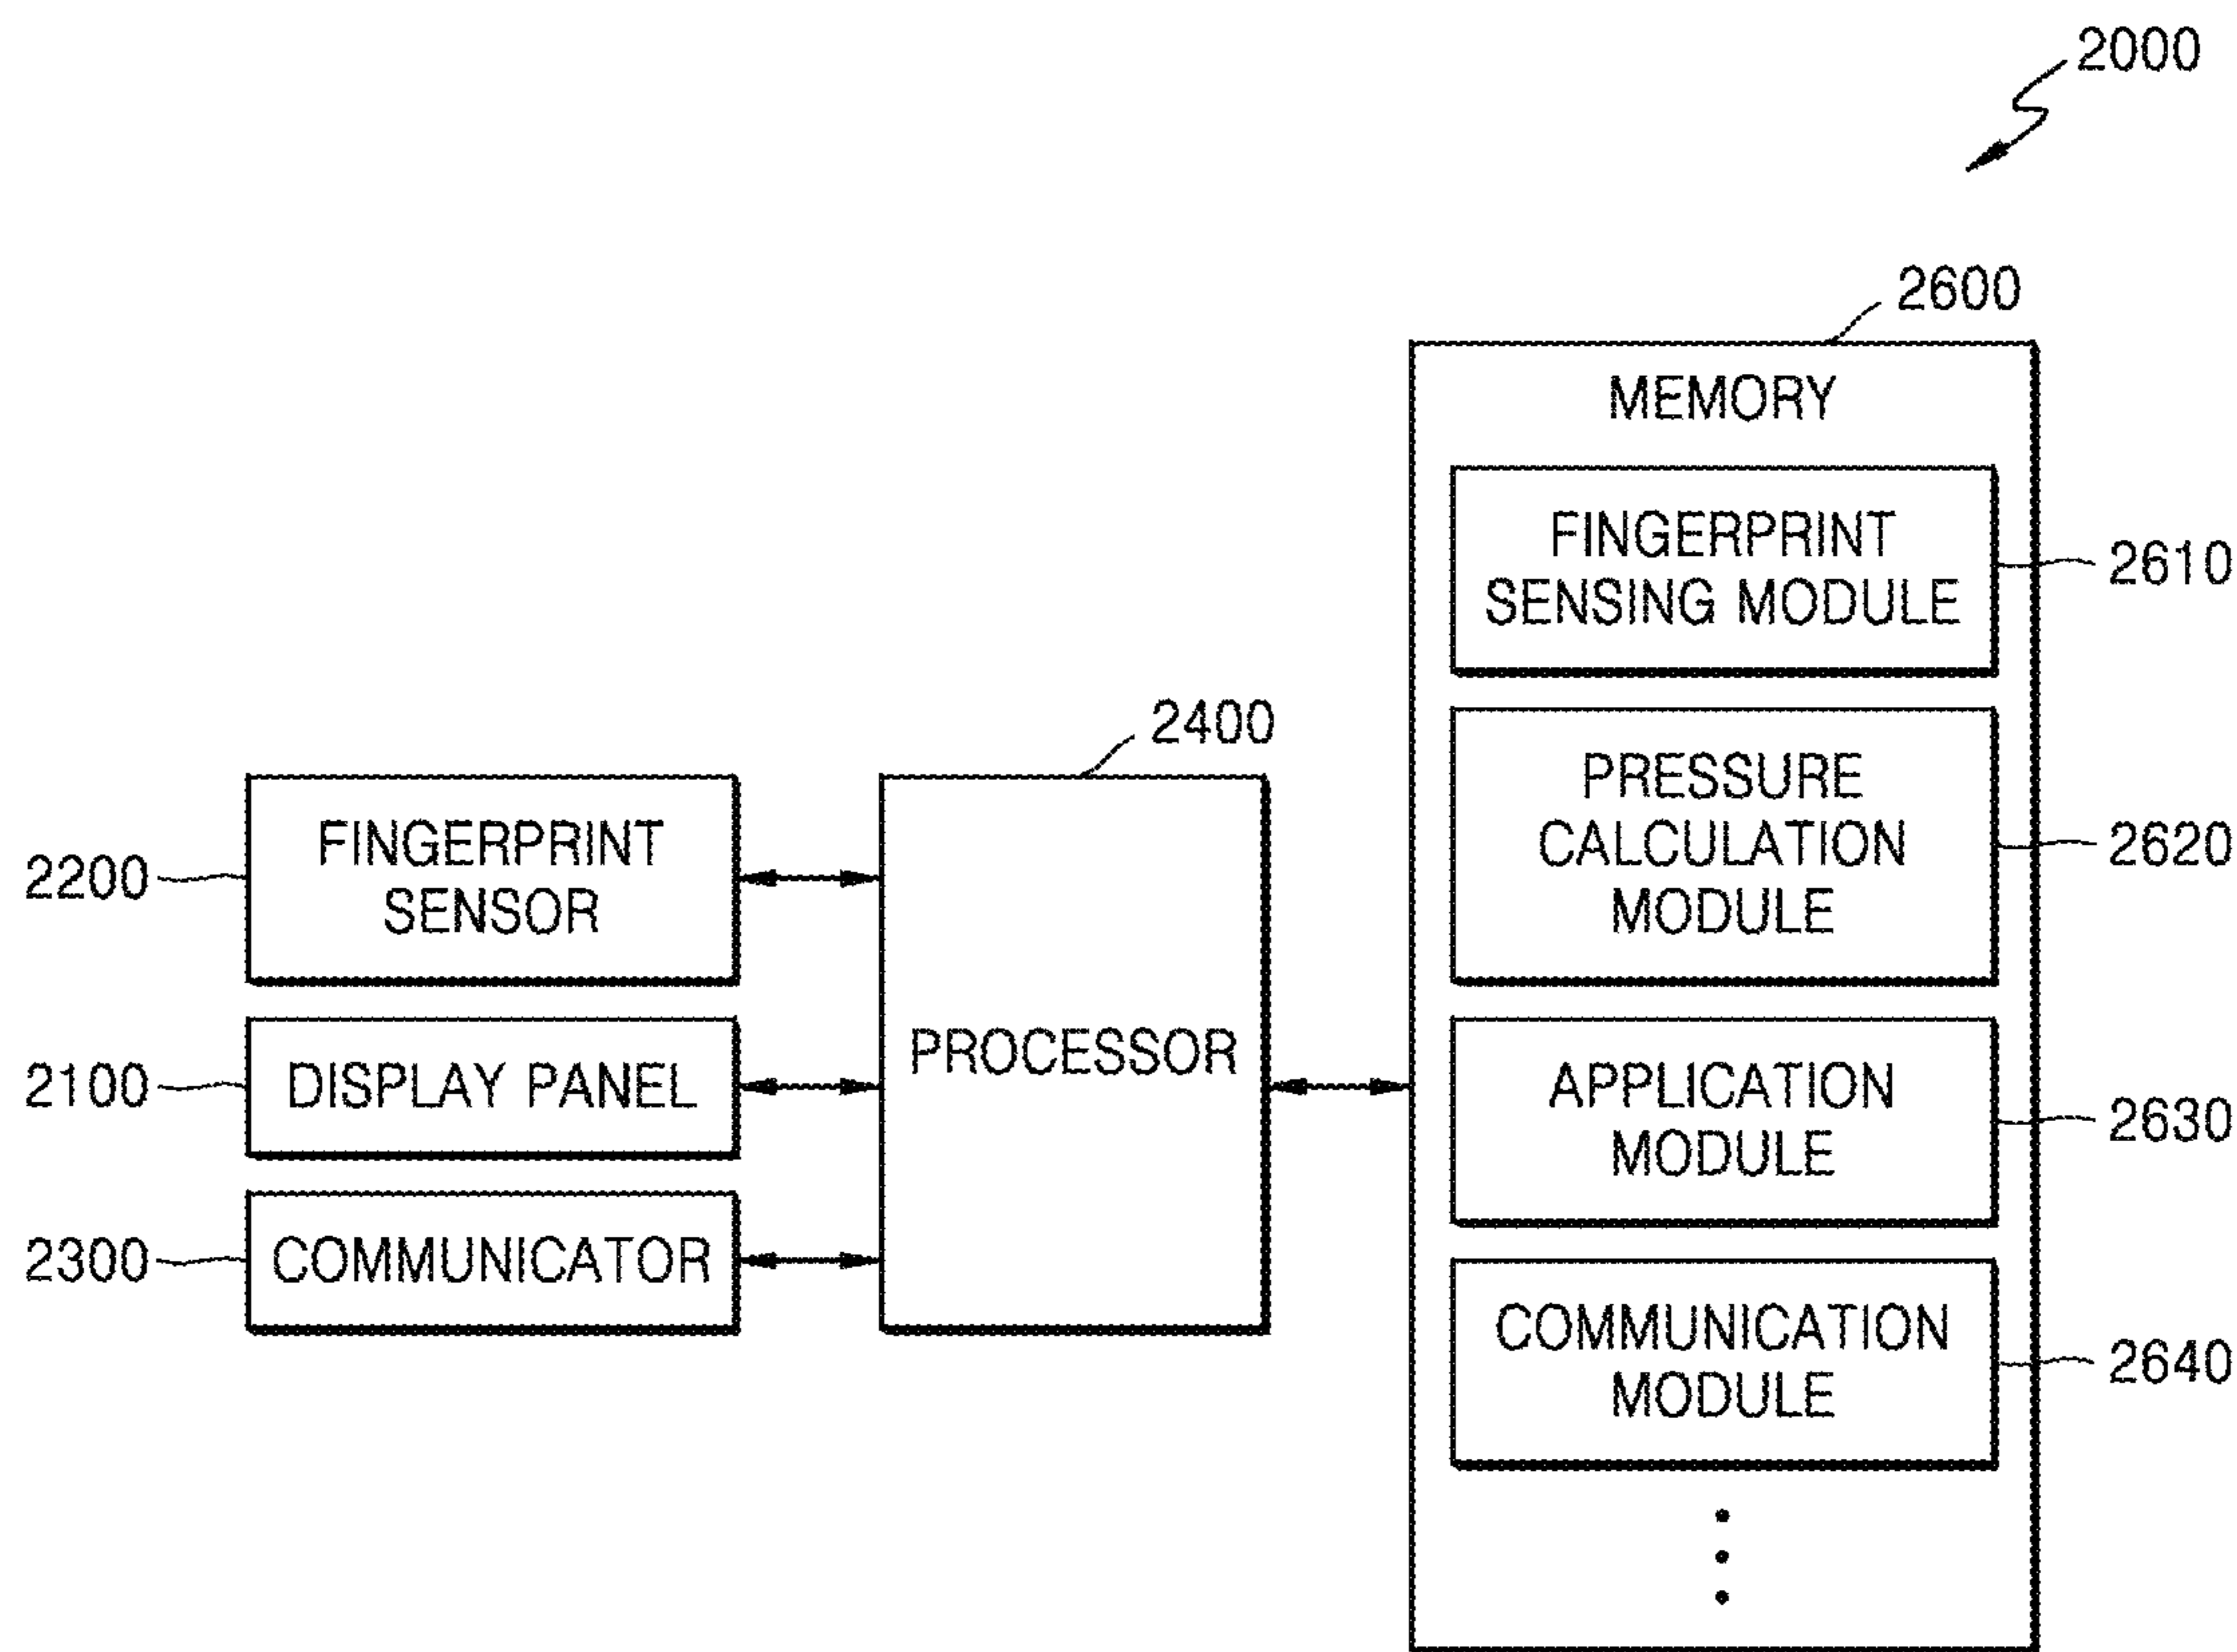 2000
2600
MEMORY
FINGERPRINT
SENSING MODULE
2610
2400
PRESSURE
CALCULATION
MODULE
2620
2200
FINGERPRINT
SENSOR
PROCESSOR
2100
DISPLAY PANEL
APPLICATION
MODULE
2630
2300
COMMUNICATOR
COMMUNICATION
MODULE
2640